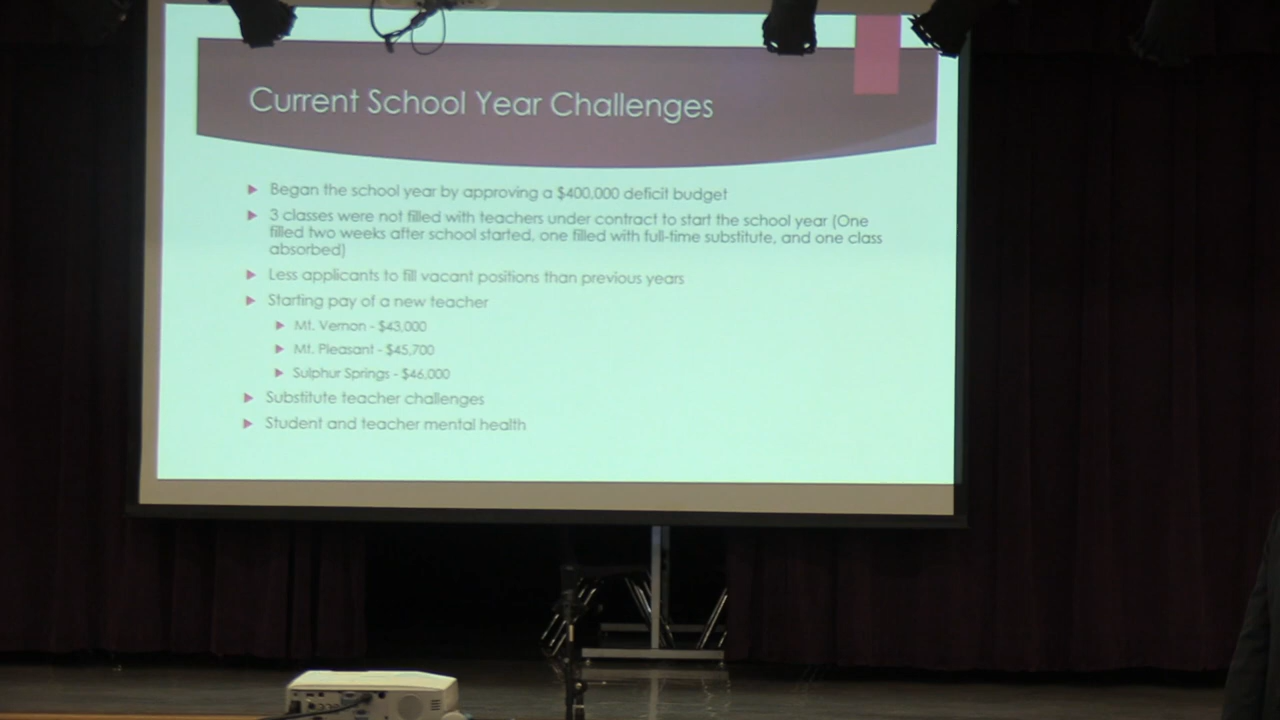 Current School Year Challenges
Began the school year by approving a $400,000 deficit budget
3 classes were not filled with teachers under contract to start the school year (One
filled two weeks after school started, one filled with full-time substitute, and one class
absorbed)
Less applicants to fill vacant positions than previous years
Starting pay of a new teacher
Mt. Vernon - $43,000
Mt. Pleasant - $45,700
Sulphur Springs - $46,000
Substitute teacher challenges
Student and teacher mental health